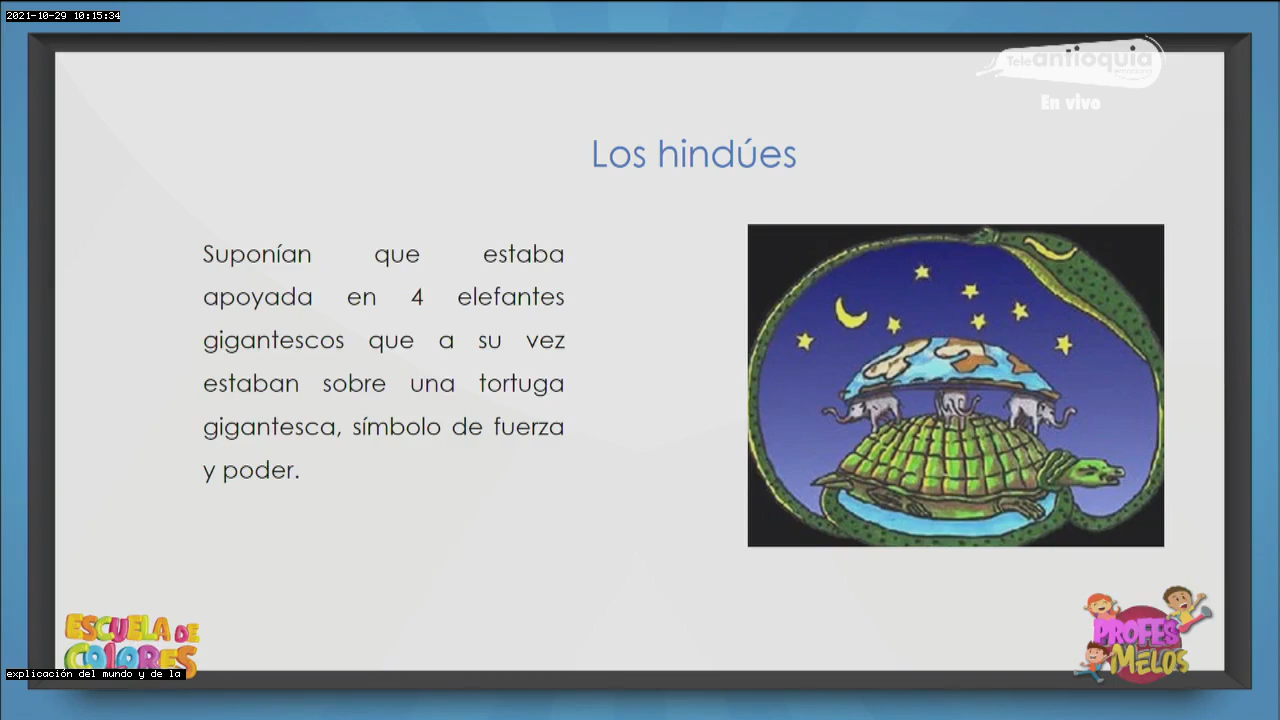 2021-10-29 10:15:34
Teleantioquia
En vivo
Los hindúes
Suponían que estaba
apoyada en 4 elefantes
gigantescos que a su vez
estaban sobre una tortuga
gigantesca, símbolo de fuerza
y poder.
ESCUELA DE
COLORES
PROFES
MELOS
explicación del mundo y de la